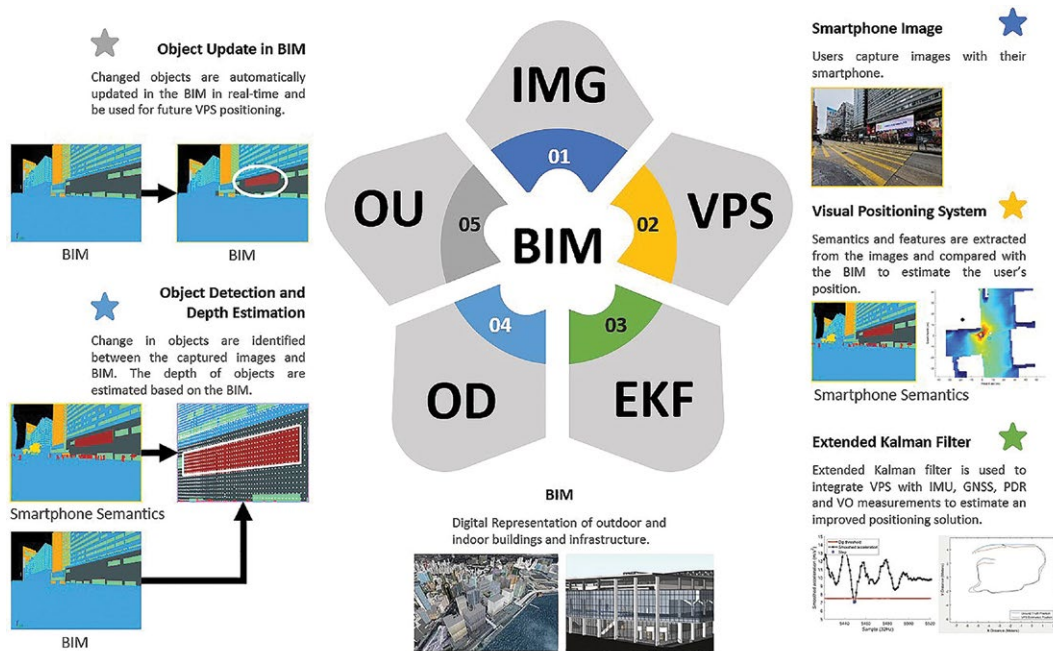 Object Update in BIM
Changed objects are automatically
updated in the BIM in real-time and
be used for future VPS positioning.
BIM
BIM
Object Detection and
Depth Estimation
Change in objects are identified
between the captured images and
BIM. The depth of objects are
estimated based on the BIM.
Smartphone Semantics
BIM
IMG
01
VPS
02
EKF
03
OD
04
OU
05
BIM
BIM
Digital Representation of outdoor and
indoor buildings and infrastructure.
Smartphone Image
Users capture images with their
smartphone.
Visual Positioning System
Semantics and features are extracted
from the images and compared with
the BIM to estimate the user's
position.
Smartphone Semantics
Extended Kalman Filter
Extended Kalman filter is used to
integrate VPS with IMU, GNSS, PDR
and VO measurements to estimate an
improved positioning solution.